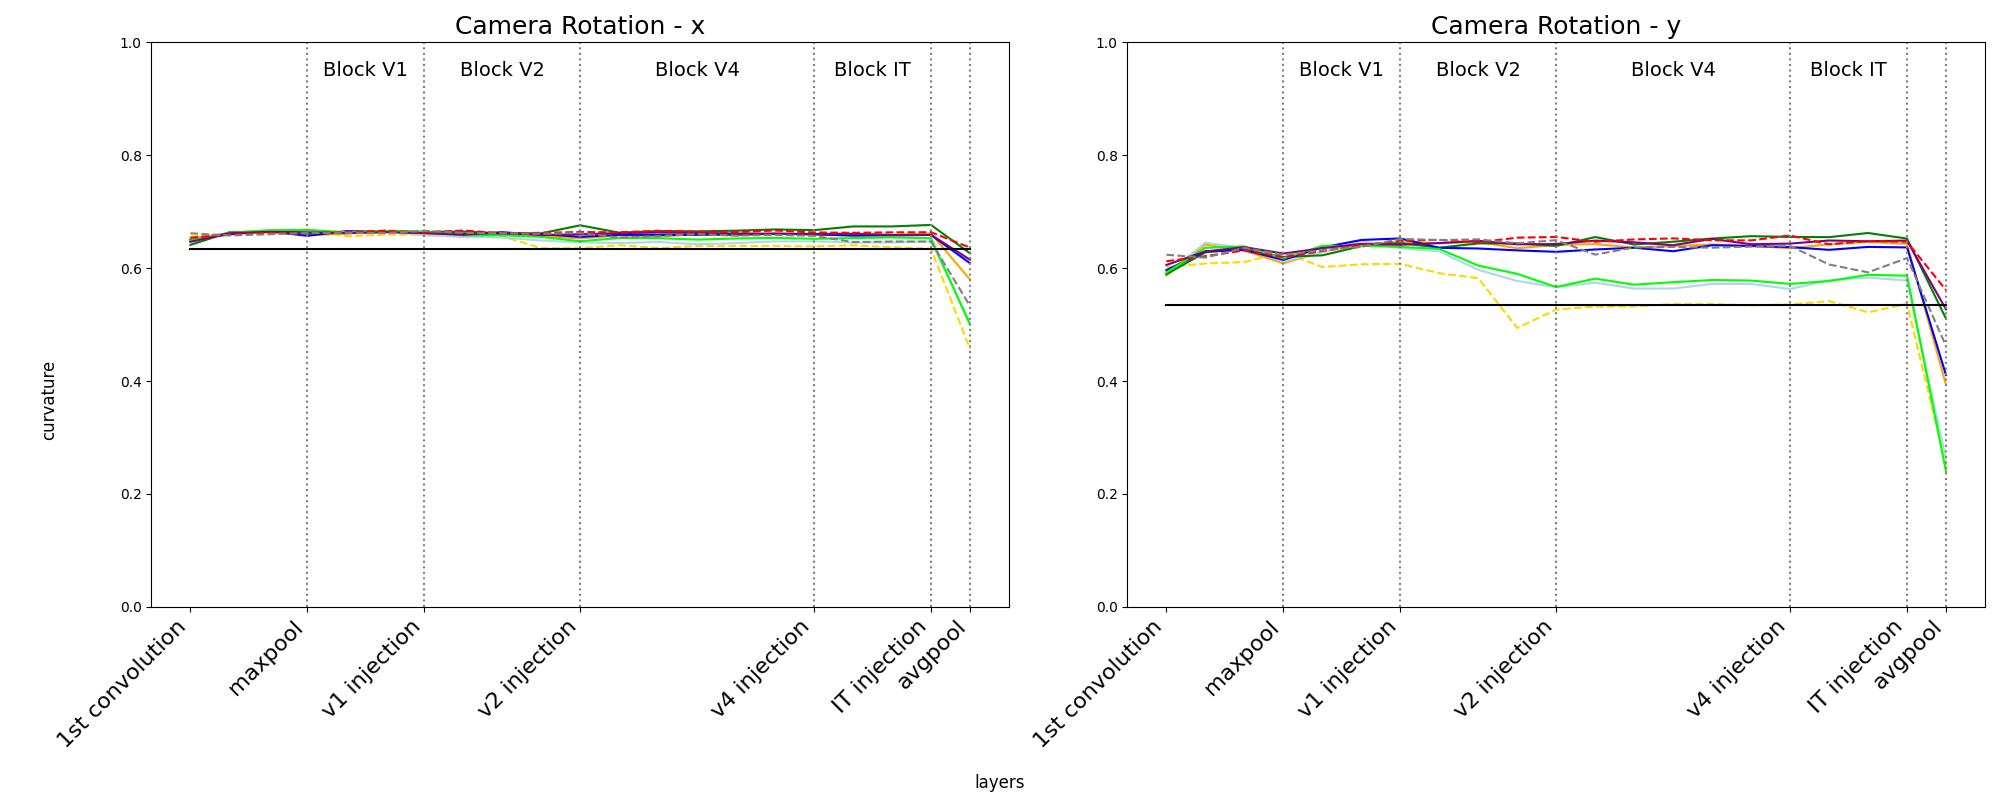 Camera Rotation - x
1.0
0.8
0.6
0.4
0.2
0.0
Block V1
Block V2
Block V4
Block IT
1st convolution
maxpool
v1 injection
v2 injection
v4 injection
IT injection
avgpool
curvature
Camera Rotation - y
1.0
0.8
0.6
0.4
0.2
0.0
Block V1
Block V2
Block V4
Block IT
1st convolution
maxpool
v1 injection
v2 injection
v4 injection
IT injection
avgpool
layers